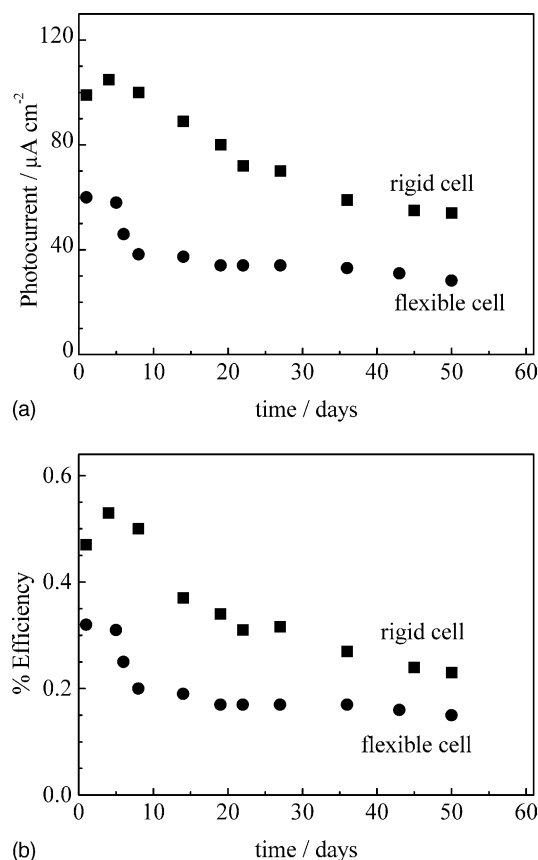 120
80
40
0
Photocurrent / µA cm⁻²
rigid cell
flexible cell
0 10 20 30 40 50 60
time / days
(a)
0.6
0.4
0.2
0.0
% Efficiency
rigid cell
flexible cell
0 10 20 30 40 50 60
time / days
(b)